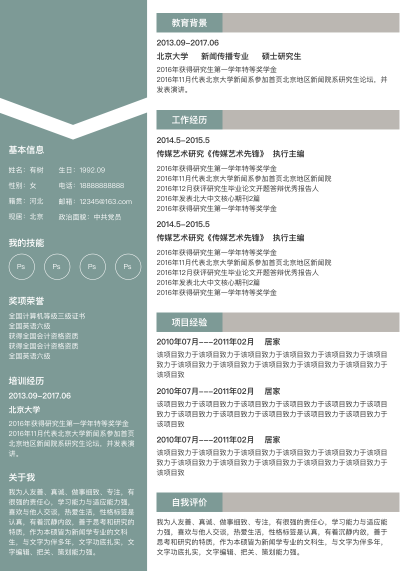 基本信息
姓名：有树 生日：1992.09
性别：女 电话：18888888888
籍贯：河北 邮箱：12345@163.com
现居：北京 政治面貌：中共党员
我的技能
Ps Ps Ps Ps
奖项荣誉
全国计算机等级三级证书
全国英语六级
获得全国会计资格资质
获得全国会计资格资质
全国英语六级
培训经历
2013.09-2017.06
北京大学
2016年获得研究生第一学年特等奖学金
2016年11月代表北京大学新闻系参加首页
北京地区新闻院系研究生论坛，并发表演
讲。
关于我
我为人友善、真诚、做事细致、专注，有
很强的责任心，学习能力与适应能力强，
喜欢与他人交谈，热爱生活，性格标签是
认真，有着沉静内敛，善于思考和研究的
特质，作为本硕皆为新闻学专业的文科
生，与文字为伴多年，文字功底扎实，文
字编辑、把关、策划能力强。
教育背景
2013.09-2017.06
北京大学 新闻传播专业 硕士研究生
2016年获得研究生第一学年特等奖学金
2016年11月代表北京大学新闻系参加首页北京地区新闻院系研究生论坛，并
发表演讲。
工作经历
2014.5-2015.5
传媒艺术研究《传媒艺术先锋》 执行主编
2016年获得研究生第一学年特等奖学金
2016年11月代表北京大学新闻系参加首页北京地区新闻院
2016年12月获评研究生毕业论文开题答辩优秀报告人
2016年发表北大中文核心期刊2篇
2016年获得研究生第一学年特等奖学金
2014.5-2015.5
传媒艺术研究《传媒艺术先锋》 执行主编
2016年获得研究生第一学年特等奖学金
2016年11月代表北京大学新闻系参加首页北京地区新闻院
2016年12月获评研究生毕业论文开题答辩优秀报告人
2016年发表北大中文核心期刊2篇
2016年获得研究生第一学年特等奖学金
项目经验
2010年07月---2011年02月 居家
该项目致力于该项目致力于该项目致力于该项目致力于该项目致力于该项目
致力于该项目致力于该项目致力于该项目致力于该项目致力于该项目致力于
该项目致
2010年07月---2011年02月 居家
该项目致力于该项目致力于该项目致力于该项目致力于该项目致力于该项目
致力于该项目致力于该项目致力于该项目致力于该项目致力于该项目致力于
该项目致
2010年07月---2011年02月 居家
该项目致力于该项目致力于该项目致力于该项目致力于该项目致力于该项目
致力于该项目致力于该项目致力于该项目致力于该项目致力于该项目致力于
该项目致
自我评价
我为人友善、真诚、做事细致、专注，有很强的责任心，学习能力与适应能
力强，喜欢与他人交谈，热爱生活，性格标签是认真，有着沉静内敛，善于
思考和研究的特质，作为本硕皆为新闻学专业的文科生，与文字为伴多年，
文字功底扎实，文字编辑、把关、策划能力强。